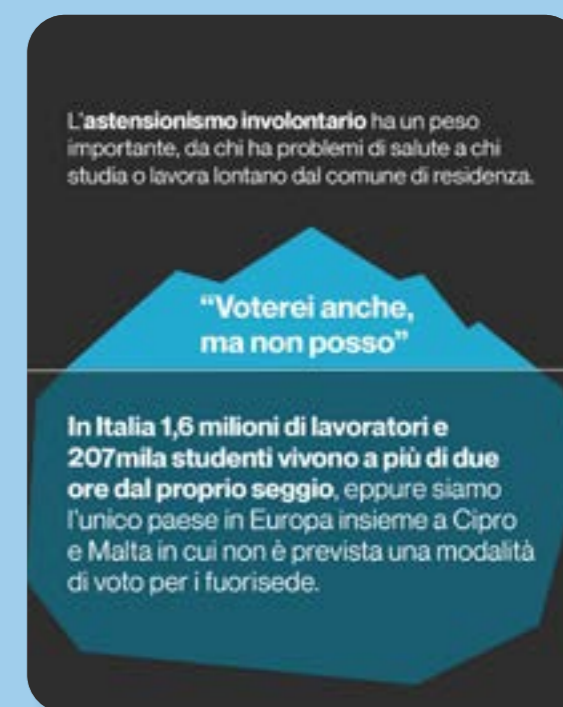 L'astensionismo involontario ha un peso
importante, da chi ha problemi di salute a chi
studia o lavora lontano dal comune di residenza.
“Voterei anche,
ma non posso”
In Italia 1,6 milioni di lavoratori e
207mila studenti vivono a più di due
ore dal proprio seggio, eppure siamo
l'unico paese in Europa insieme a Cipro
e Malta in cui non è prevista una modalità
di voto per i fuorisede.